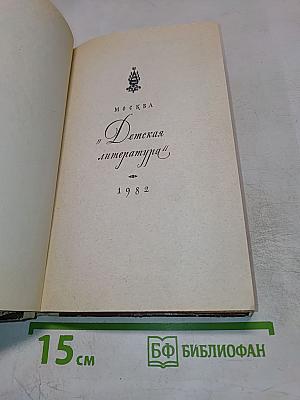 МОСКВА
„Детская
литература"
1982
15 см
БФ БИБЛИОФАН